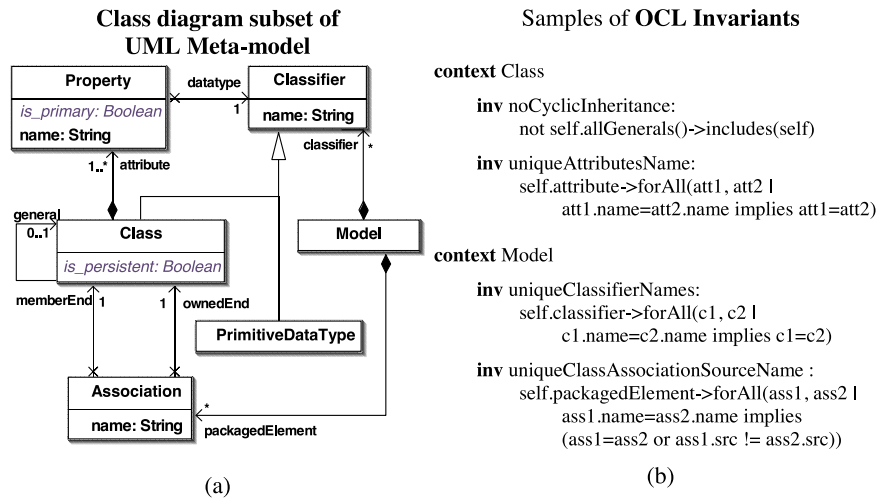 Class diagram subset of
UML Meta-model
Property
is_primary: Boolean
name: String
datatype
1
Classifier
name: String
classifier
*
1..*
attribute
general
0..1
Class
is_persistent: Boolean
Model
memberEnd
1
1
ownedEnd
PrimitiveDataType
Association
name: String
*
packagedElement
(a)
Samples of OCL Invariants
context Class
inv noCyclicInheritance:
not self.allGenerals()->includes(self)
inv uniqueAttributesName:
self.attribute->forAll(att1, att2 |
att1.name=att2.name implies att1=att2)
context Model
inv uniqueClassifierNames:
self.classifier->forAll(c1, c2 |
c1.name=c2.name implies c1=c2)
inv uniqueClassAssociationSourceName :
self.packagedElement->forAll(ass1, ass2 |
ass1.name=ass2.name implies
(ass1=ass2 or ass1.src != ass2.src))
(b)